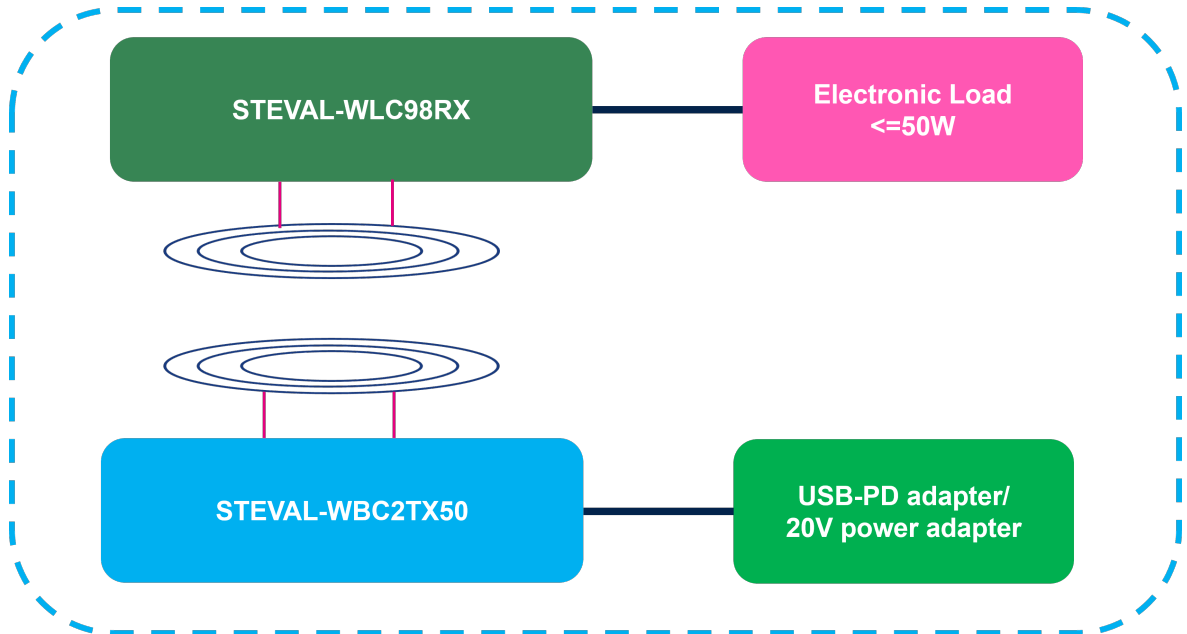 STEVAL-WLC98RX
Electronic Load
<=50W
STEVAL-WBC2TX50
USB-PD adapter/
20V power adapter